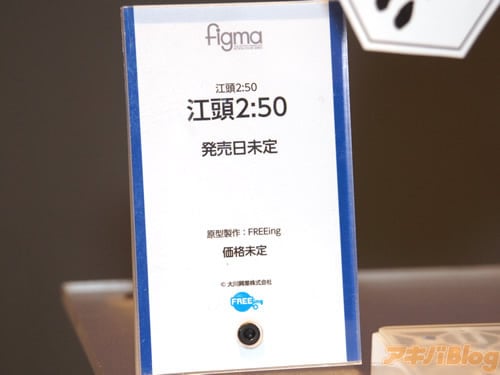 figma
江頭2:50
江頭2:50
発売日未定
原型製作：FREEing
価格未定
© 大川興業株式会社
FREEing
アキバBlog